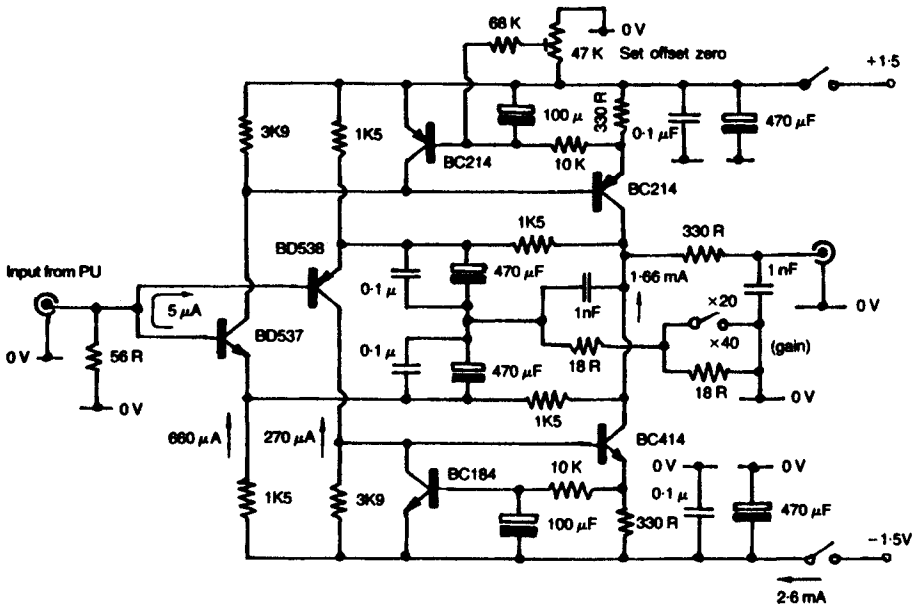 68 K
0 V
47 K Set offset zero
+1·5
3K9
1K5
100 µ
330 R
0·1 µF
470 µF
BC214
10 K
BC214
BD538
1K5
330 R
Input from PU
0·1 µ
470 µF
1·66 mA
1 nF
5 µA
1nF
×20
0 V
BD537
0·1 µ
×40
(gain)
0 V
56 R
470 µF
18 R
18 R
0 V
1K5
0 V
660 µA
270 µA
BC414
BC184
10 K
0 V
0 V
1K5
3K9
0·1 µ
470 µF
100 µF
330 R
−1·5V
2·6 mA